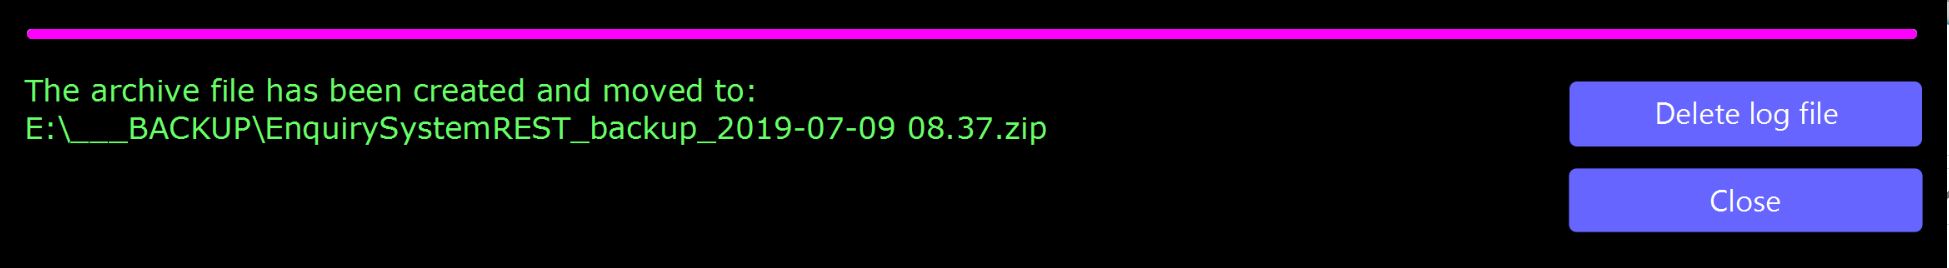 The archive file has been created and moved to:
E:\___BACKUP\EnquirySystemREST_backup_2019-07-09 08.37.zip
Delete log file
Close